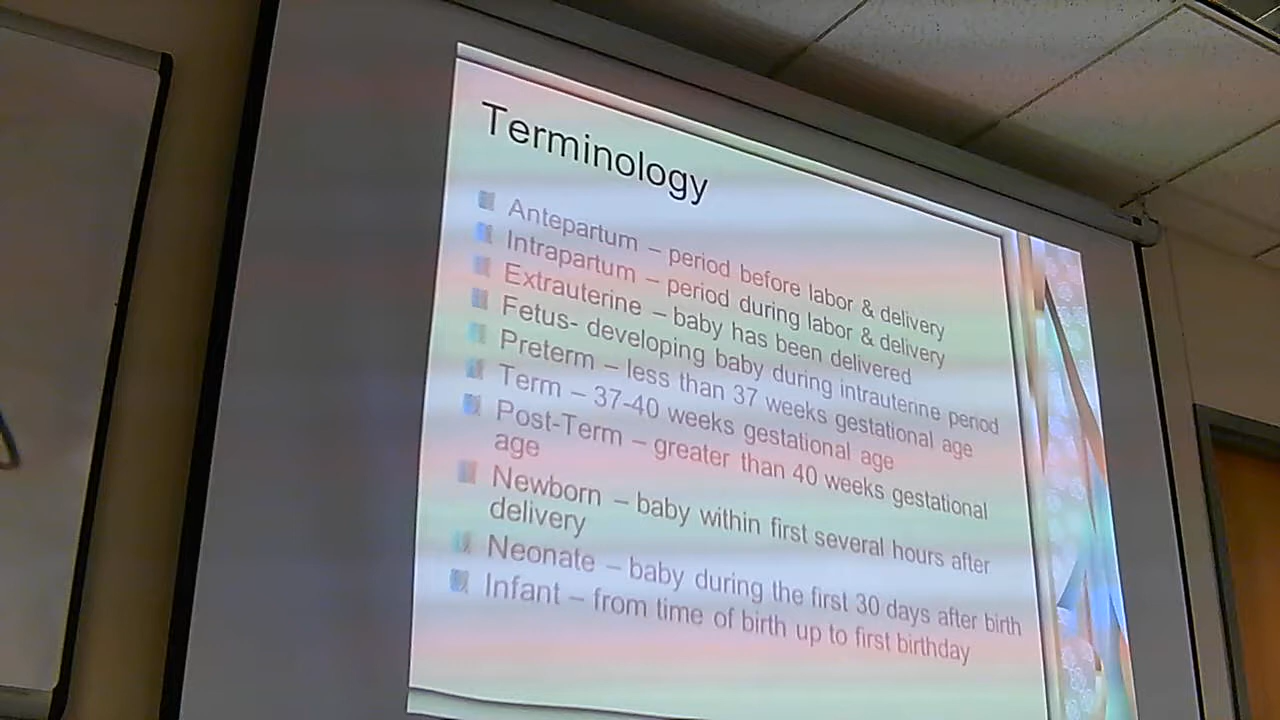 Terminology
Antepartum – period before labor & delivery
Intrapartum – period during labor & delivery
Extrauterine – baby has been delivered
Fetus- developing baby during intrauterine period
Preterm – less than 37 weeks gestational age
Term – 37-40 weeks gestational age
Post-Term – greater than 40 weeks gestational
age
Newborn – baby within first several hours after
delivery
Neonate – baby during the first 30 days after birth
Infant – from time of birth up to first birthday